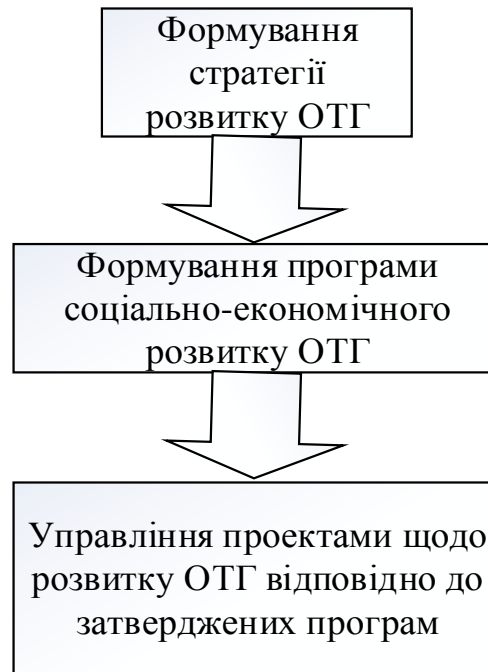 Формування
стратегії
розвитку ОТГ
Формування програми
соціально-економічного
розвитку ОТГ
Управління проектами щодо
розвитку ОТГ відповідно до
затверджених програм